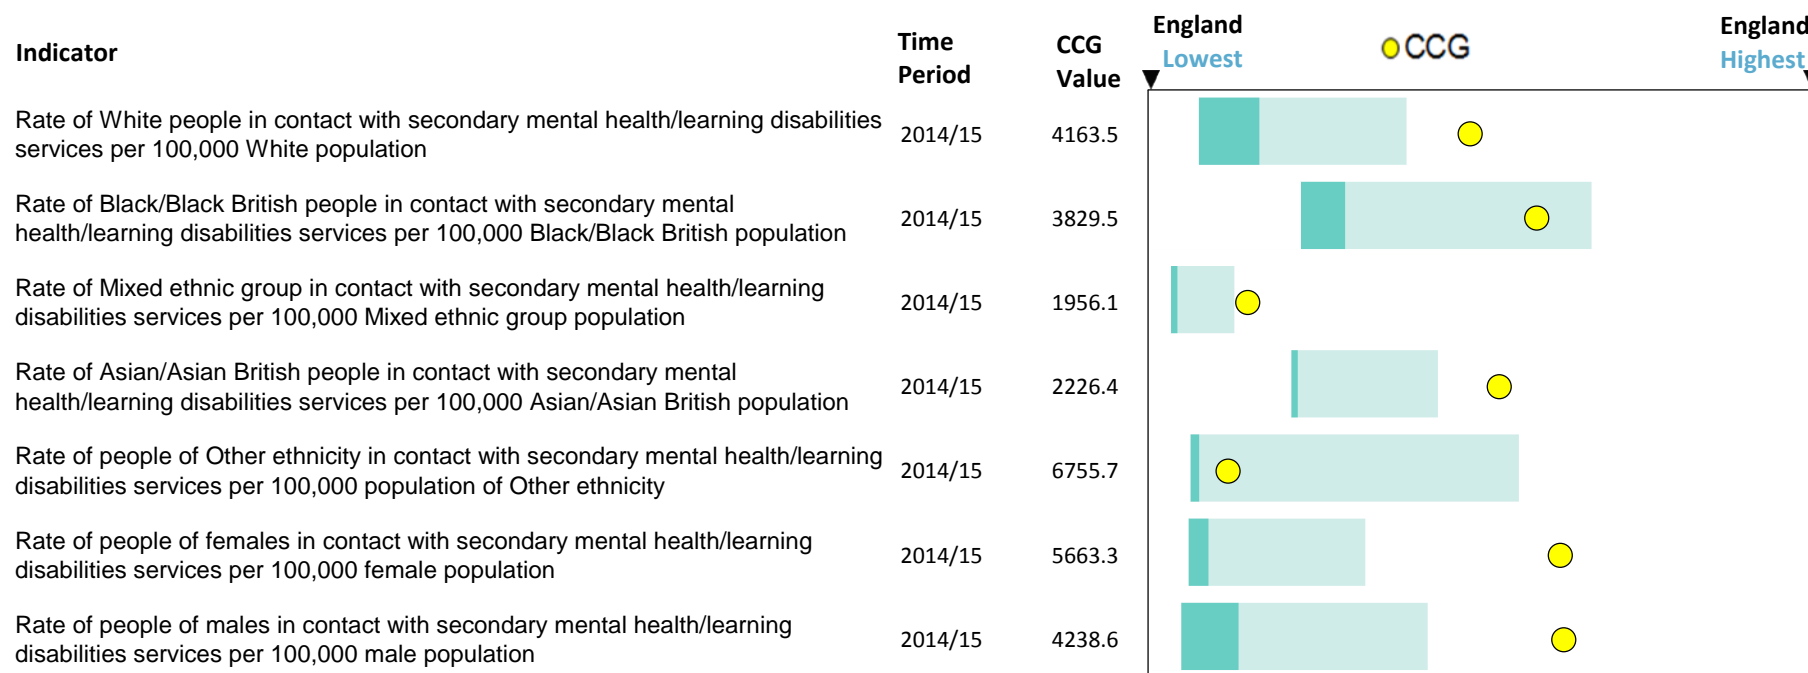 Indicator
Time
Period
CCG
Value
England
Lowest
CCG
England
Highest
Rate of White people in contact with secondary mental health/learning disabilities
services per 100,000 White population
2014/15
4163.5
Rate of Black/Black British people in contact with secondary mental
health/learning disabilities services per 100,000 Black/Black British population
2014/15
3829.5
Rate of Mixed ethnic group in contact with secondary mental health/learning
disabilities services per 100,000 Mixed ethnic group population
2014/15
1956.1
Rate of Asian/Asian British people in contact with secondary mental
health/learning disabilities services per 100,000 Asian/Asian British population
2014/15
2226.4
Rate of people of Other ethnicity in contact with secondary mental health/learning
disabilities services per 100,000 population of Other ethnicity
2014/15
6755.7
Rate of people of females in contact with secondary mental health/learning
disabilities services per 100,000 female population
2014/15
5663.3
Rate of people of males in contact with secondary mental health/learning
disabilities services per 100,000 male population
2014/15
4238.6